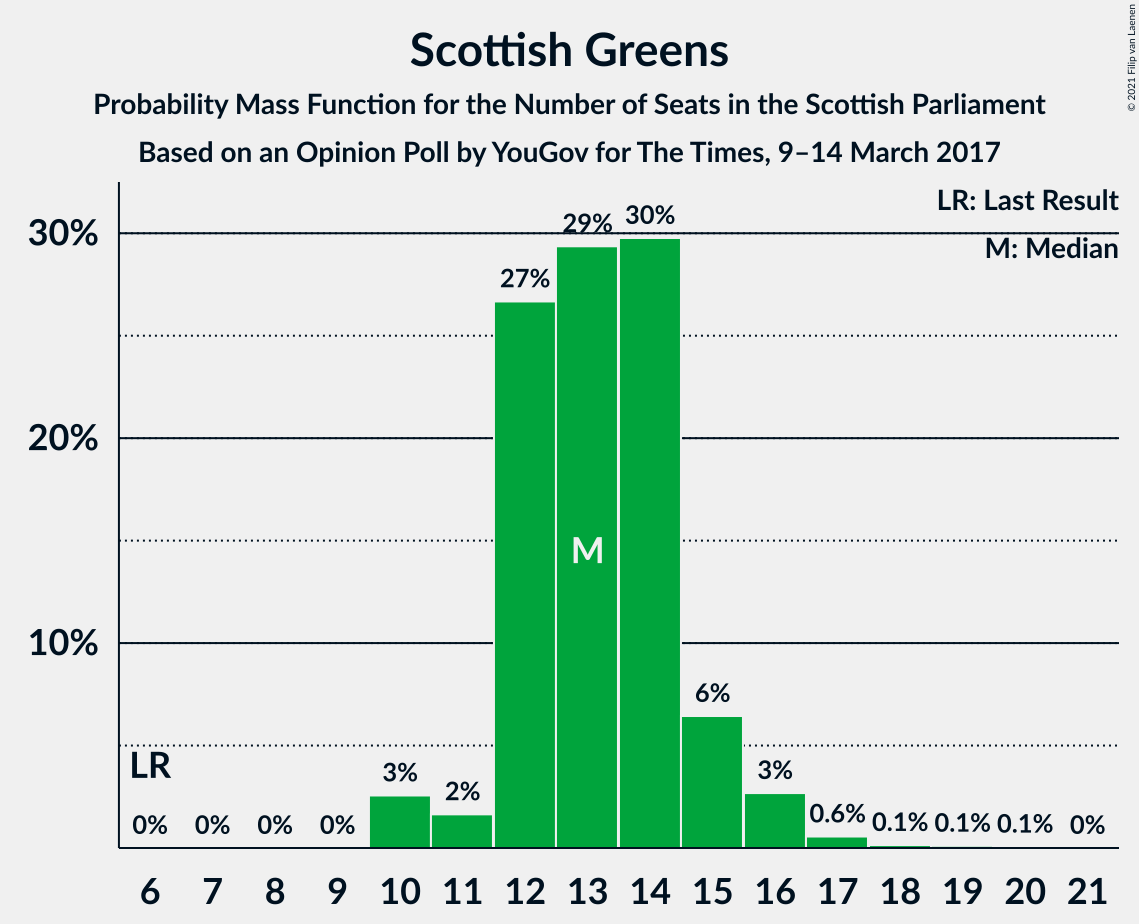 Scottish Greens
Probability Mass Function for the Number of Seats in the Scottish Parliament
Based on an Opinion Poll by YouGov for The Times, 9–14 March 2017
© 2021 Filip van Laenen
LR: Last Result
M: Median
30%
20%
10%
LR
M
0% 0% 0% 0% 3% 2% 27% 29% 30% 6% 3% 0.6% 0.1% 0.1% 0.1% 0%
6 7 8 9 10 11 12 13 14 15 16 17 18 19 20 21